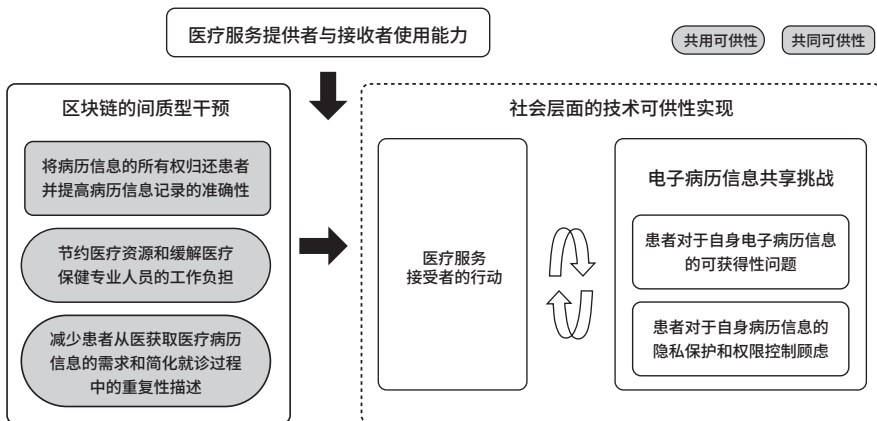 医疗服务提供者与接收者使用能力
共用可供性
共同可供性
区块链的间质型干预
将病历信息的所有权归还患者
并提高病历信息记录的准确性
节约医疗资源和缓解医疗
保健专业人员的工作负担
减少患者从医获取医疗病历
信息的需求和简化就诊过程
中的重复性描述
社会层面的技术可供性实现
医疗服务
接受者的行动
电子病历信息共享挑战
患者对于自身电子病历信息
的可获得性问题
患者对于自身病历信息的
隐私保护和权限控制顾虑